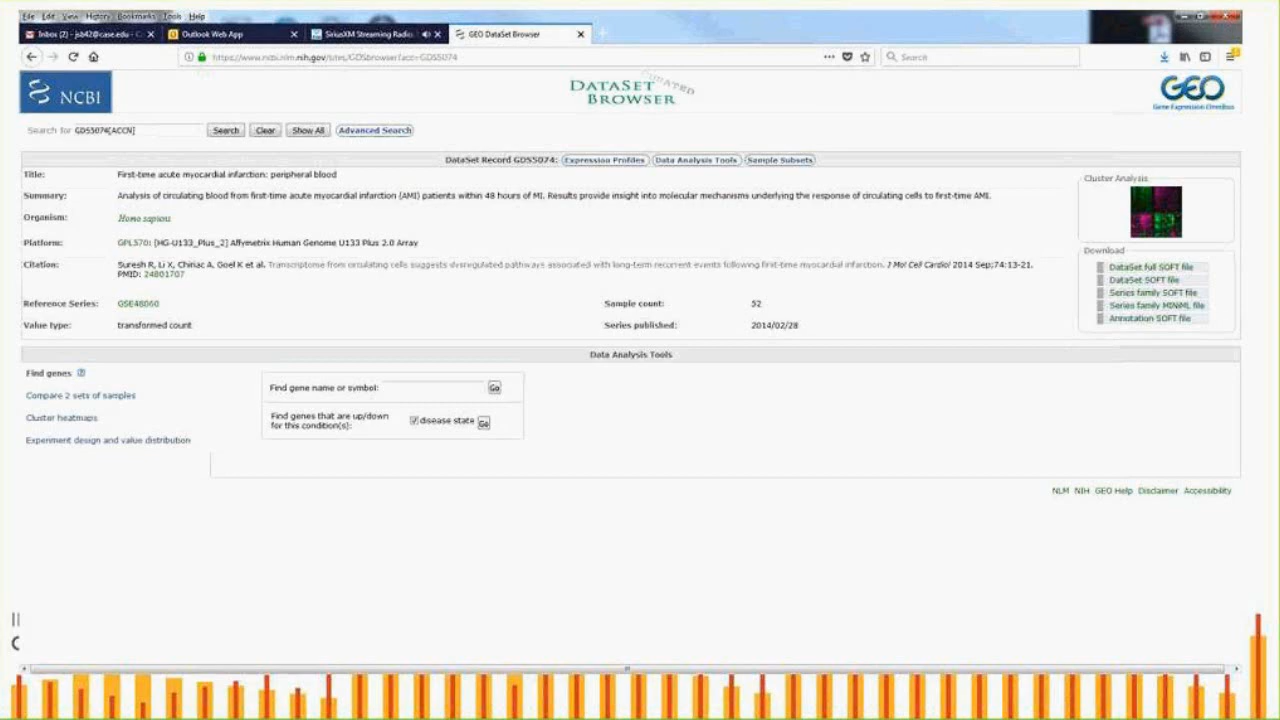 File Edit View History Bookmarks Tools Help
Inbox (2) - jsb42@case.edu - C
Outlook Web App
SiriusXM Streaming Radio
GEO DataSet Browser
https://www.ncbi.nlm.nih.gov/sites/GDSbrowser?acc=GDS5074
Search
NCBI
CURATED
DATASET
BROWSER
GEO
Gene Expression Omnibus
Search for GDS5074[ACCN] Search Clear Show All Advanced Search
DataSet Record GDS5074: Expression Profiles Data Analysis Tools Sample Subsets
Title: First-time acute myocardial infarction: peripheral blood
Cluster Analysis
Summary: Analysis of circulating blood from first-time acute myocardial infarction (AMI) patients within 48 hours of MI. Results provide insight into molecular mechanisms underlying the response of circulating cells to first-time AMI.
Organism: Homo sapiens
Platform: GPL570: [HG-U133_Plus_2] Affymetrix Human Genome U133 Plus 2.0 Array
Citation: Suresh R, Li X, Chiriac A, Goel K et al. Transcriptome from circulating cells suggests dysregulated pathways associated with long-term recurrent events following first-time myocardial infarction. J Mol Cell Cardiol 2014 Sep;74:13-21.
PMID: 24801707
Reference Series: GSE48060 Sample count: 52
Value type: transformed count Series published: 2014/02/28
Download
DataSet full SOFT file
DataSet SOFT file
Series family SOFT file
Series family MINiML file
Annotation SOFT file
Data Analysis Tools
Find genes ?
Compare 2 sets of samples
Cluster heatmaps
Experiment design and value distribution
Find gene name or symbol: Go
Find genes that are up/down
for this condition(s): disease state Go
NLM NIH GEO Help Disclaimer Accessibility